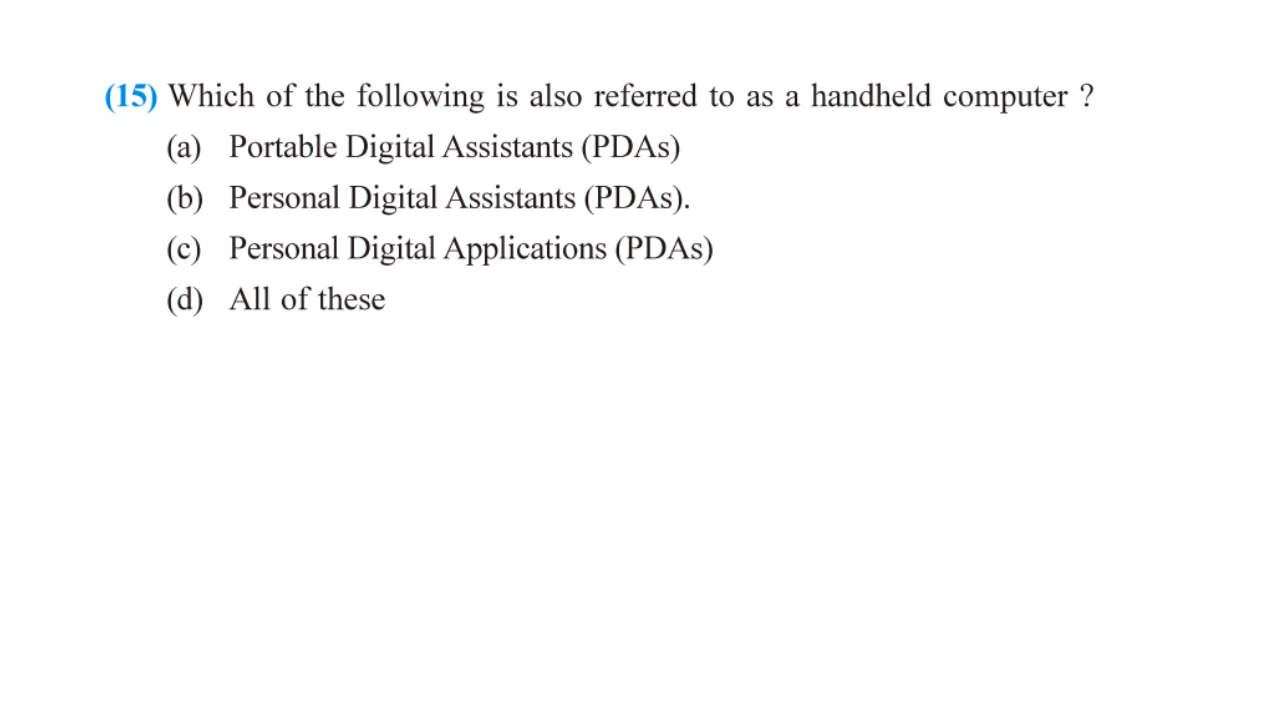 (15) Which of the following is also referred to as a handheld computer ?
(a) Portable Digital Assistants (PDAs)
(b) Personal Digital Assistants (PDAs).
(c) Personal Digital Applications (PDAs)
(d) All of these